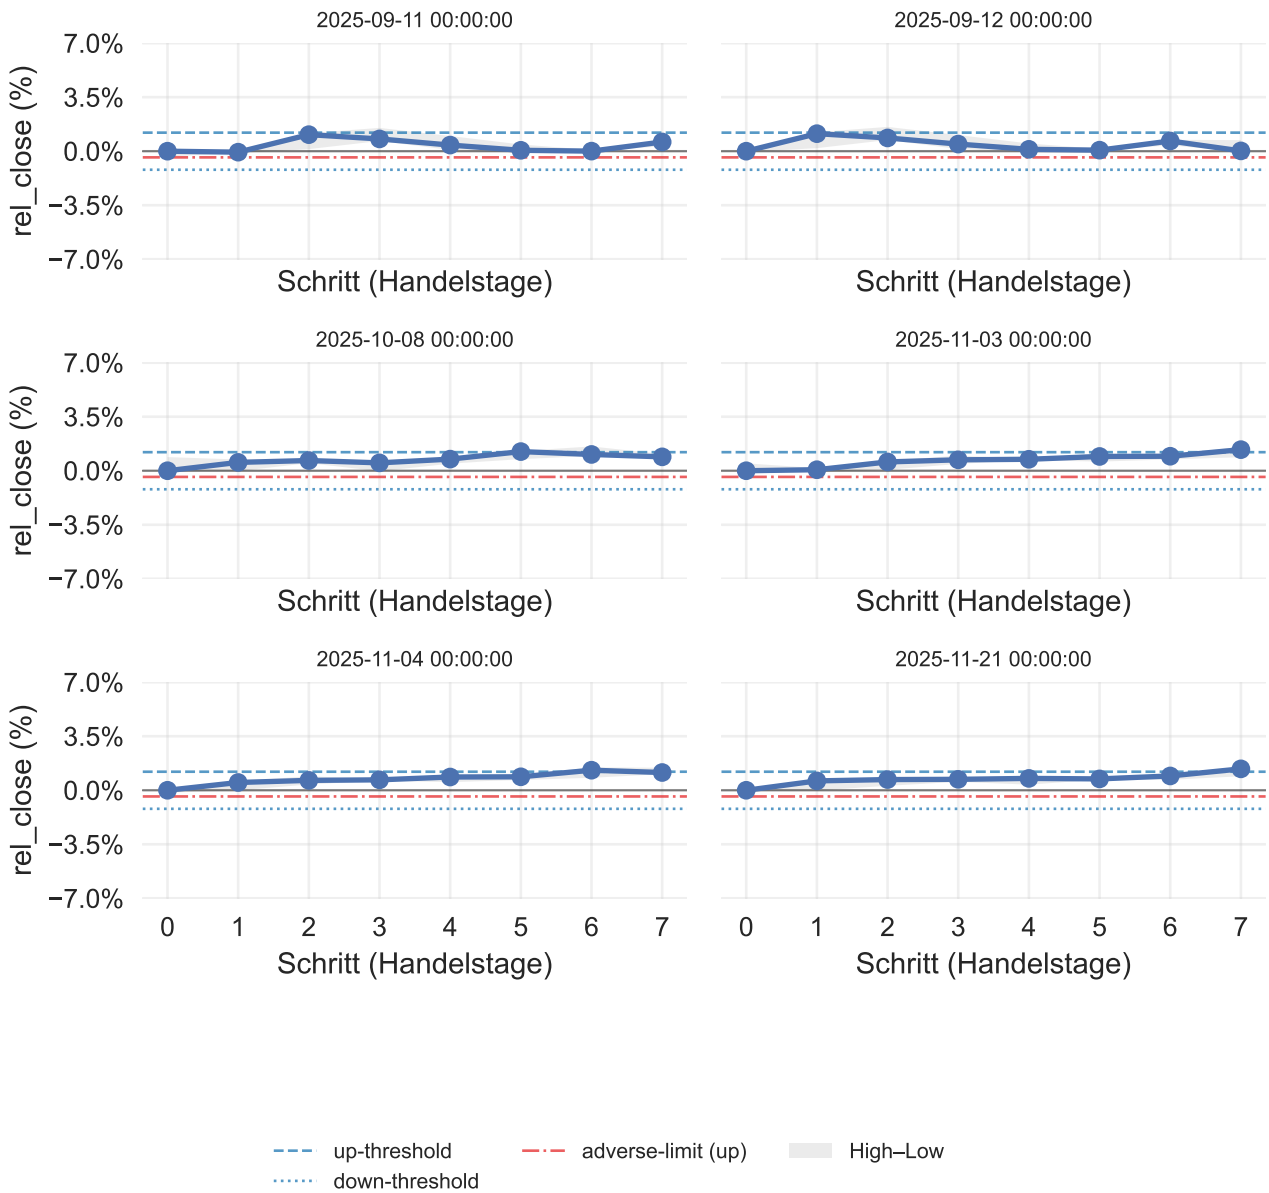 2025-09-11 00:00:00
2025-09-12 00:00:00
7.0%
3.5%
0.0%
−3.5%
−7.0%
rel_close (%)
Schritt (Handelstage)
Schritt (Handelstage)
2025-10-08 00:00:00
2025-11-03 00:00:00
7.0%
3.5%
0.0%
−3.5%
−7.0%
rel_close (%)
Schritt (Handelstage)
Schritt (Handelstage)
2025-11-04 00:00:00
2025-11-21 00:00:00
7.0%
3.5%
0.0%
−3.5%
−7.0%
rel_close (%)
0 1 2 3 4 5 6 7
0 1 2 3 4 5 6 7
Schritt (Handelstage)
Schritt (Handelstage)
up-threshold
adverse-limit (up)
High–Low
down-threshold